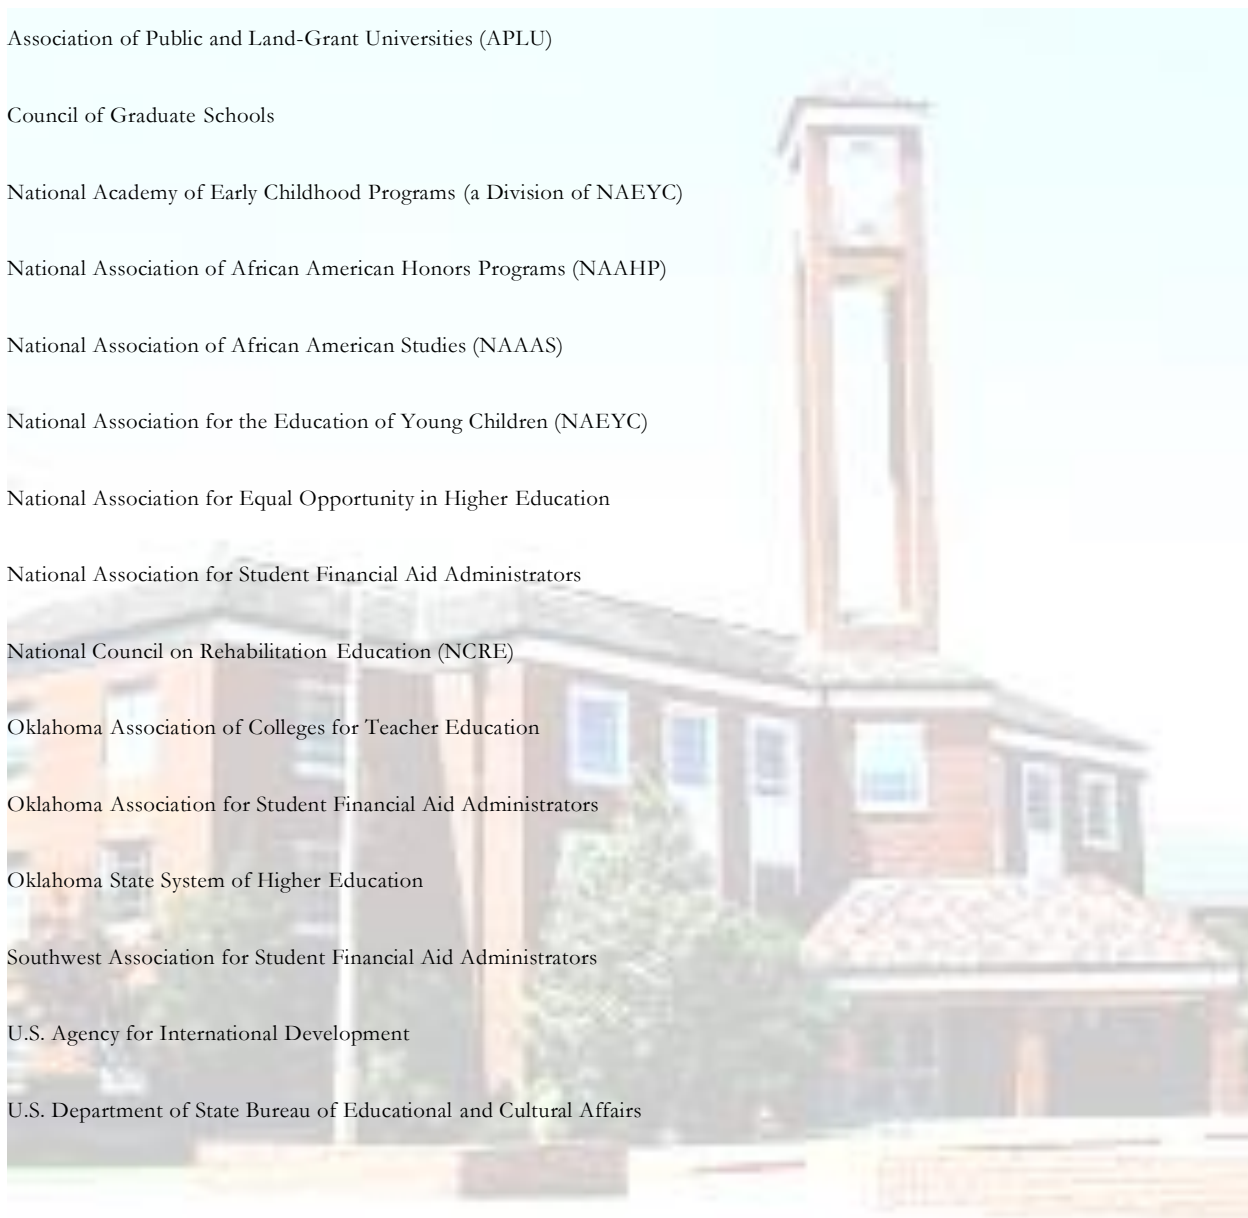 Association of Public and Land-Grant Universities (APLU)
Council of Graduate Schools
National Academy of Early Childhood Programs (a Division of NAEYC)
National Association of African American Honors Programs (NAAHP)
National Association of African American Studies (NAAAS)
National Association for the Education of Young Children (NAEYC)
National Association for Equal Opportunity in Higher Education
National Association for Student Financial Aid Administrators
National Council on Rehabilitation Education (NCRE)
Oklahoma Association of Colleges for Teacher Education
Oklahoma Association for Student Financial Aid Administrators
Oklahoma State System of Higher Education
Southwest Association for Student Financial Aid Administrators
U.S. Agency for International Development
U.S. Department of State Bureau of Educational and Cultural Affairs